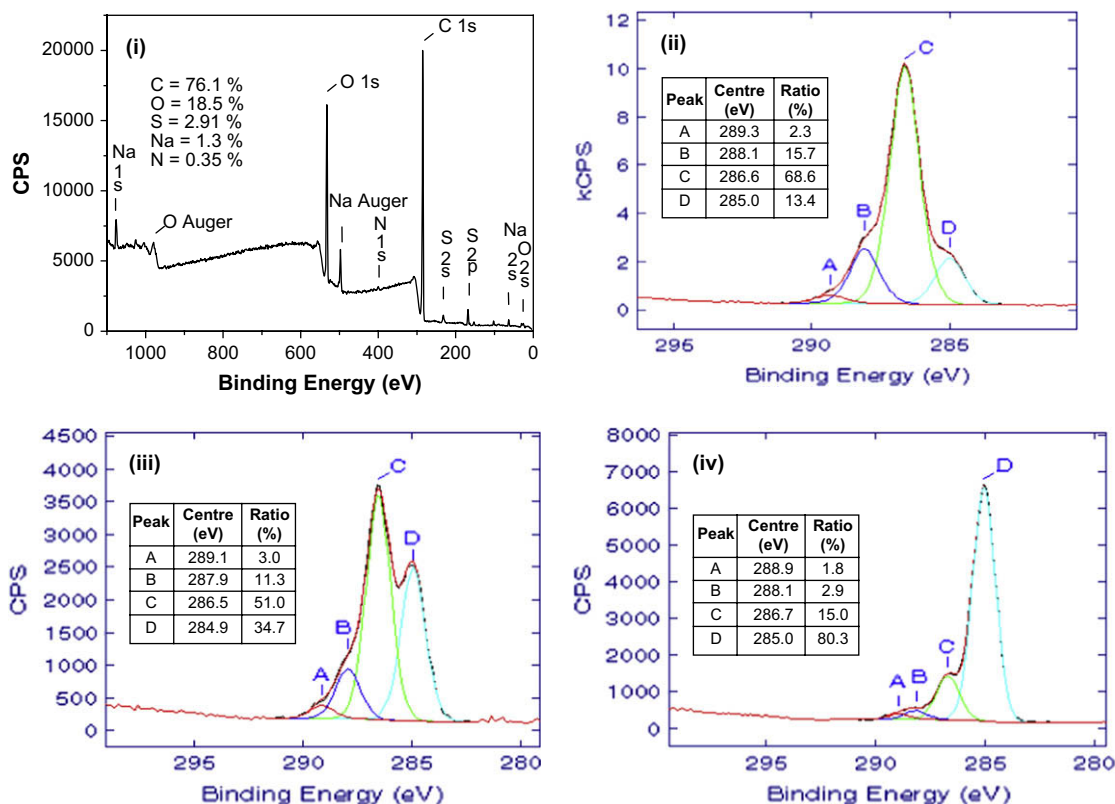 (i)
C 1s
O 1s
C = 76.1 %
O = 18.5 %
S = 2.91 %
Na = 1.3 %
N = 0.35 %
Na 1s
O Auger
Na Auger
N 1s
S 2s
S 2p
Na 2s
O 2s
CPS
20000
15000
10000
5000
0
1000 800 600 400 200 0
Binding Energy (eV)
(ii)
C
B
D
A
Peak Centre (eV) Ratio (%)
A 289.3 2.3
B 288.1 15.7
C 286.6 68.6
D 285.0 13.4
kCPS
12
10
8
6
4
2
0
295 290 285
Binding Energy (eV)
(iii)
C
D
B
A
Peak Centre (eV) Ratio (%)
A 289.1 3.0
B 287.9 11.3
C 286.5 51.0
D 284.9 34.7
CPS
4500
4000
3500
3000
2500
2000
1500
1000
500
0
295 290 285 280
Binding Energy (eV)
(iv)
D
C
A
B
Peak Centre (eV) Ratio (%)
A 288.9 1.8
B 288.1 2.9
C 286.7 15.0
D 285.0 80.3
CPS
8000
7000
6000
5000
4000
3000
2000
1000
0
295 290 285 280
Binding Energy (eV)